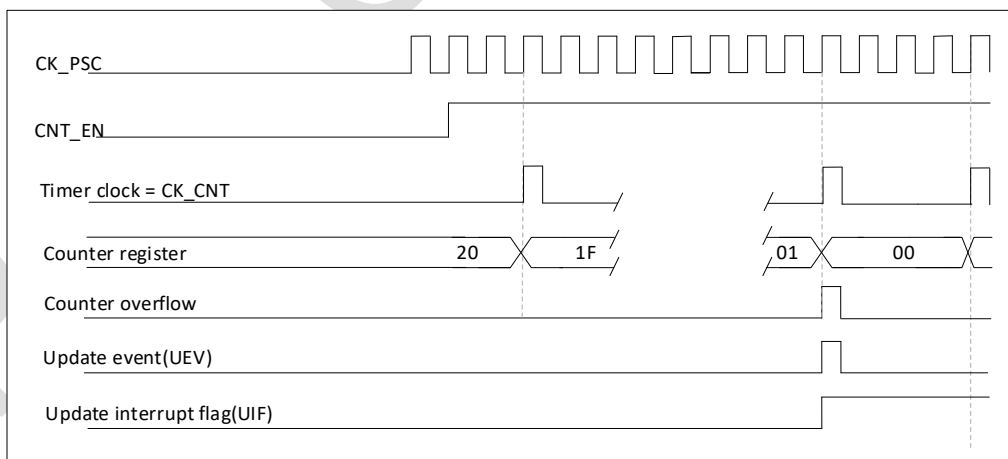 CK_PSC
CNT_EN
Timer clock = CK_CNT
Counter register 20 1F 01 00
Counter overflow
Update event(UEV)
Update interrupt flag(UIF)